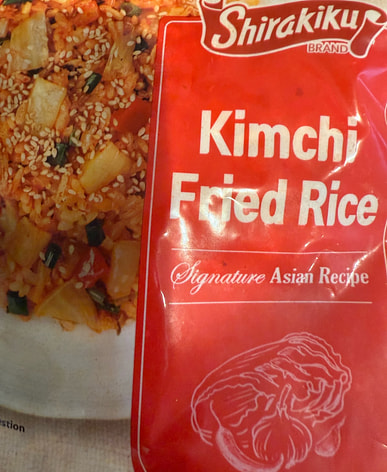 Shirakiku
BRAND
Kimchi
Fried Rice
Signature Asian Recipe